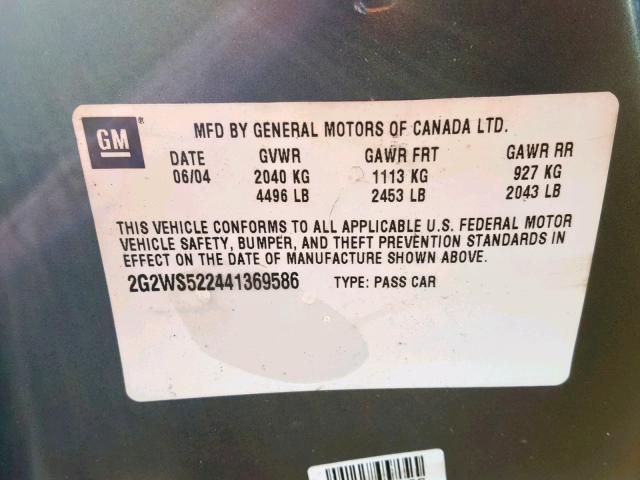 GM®
MFD BY GENERAL MOTORS OF CANADA LTD.
DATE GVWR GAWR FRT GAWR RR
06/04 2040 KG 1113 KG 927 KG
4496 LB 2453 LB 2043 LB
THIS VEHICLE CONFORMS TO ALL APPLICABLE U.S. FEDERAL MOTOR
VEHICLE SAFETY, BUMPER, AND THEFT PREVENTION STANDARDS IN
EFFECT ON THE DATE OF MANUFACTURE SHOWN ABOVE.
2G2WS522441369586 TYPE: PASS CAR